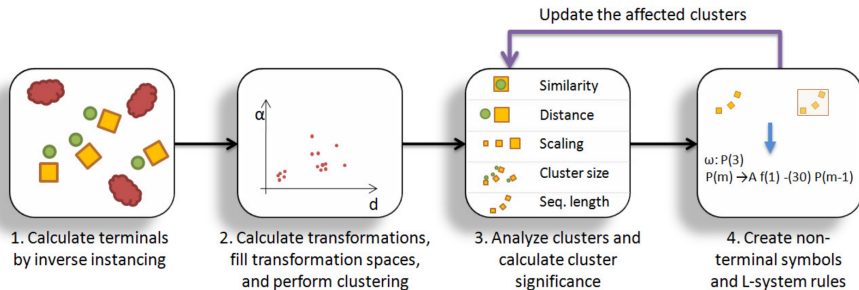 Update the affected clusters
α
d
Similarity
Distance
Scaling
Cluster size
Seq. length
ω: P(3)
P(m) →A f(1) -(30) P(m-1)
1. Calculate terminals
by inverse instancing
2. Calculate transformations,
fill transformation spaces,
and perform clustering
3. Analyze clusters and
calculate cluster
significance
4. Create non-
terminal symbols
and L-system rules